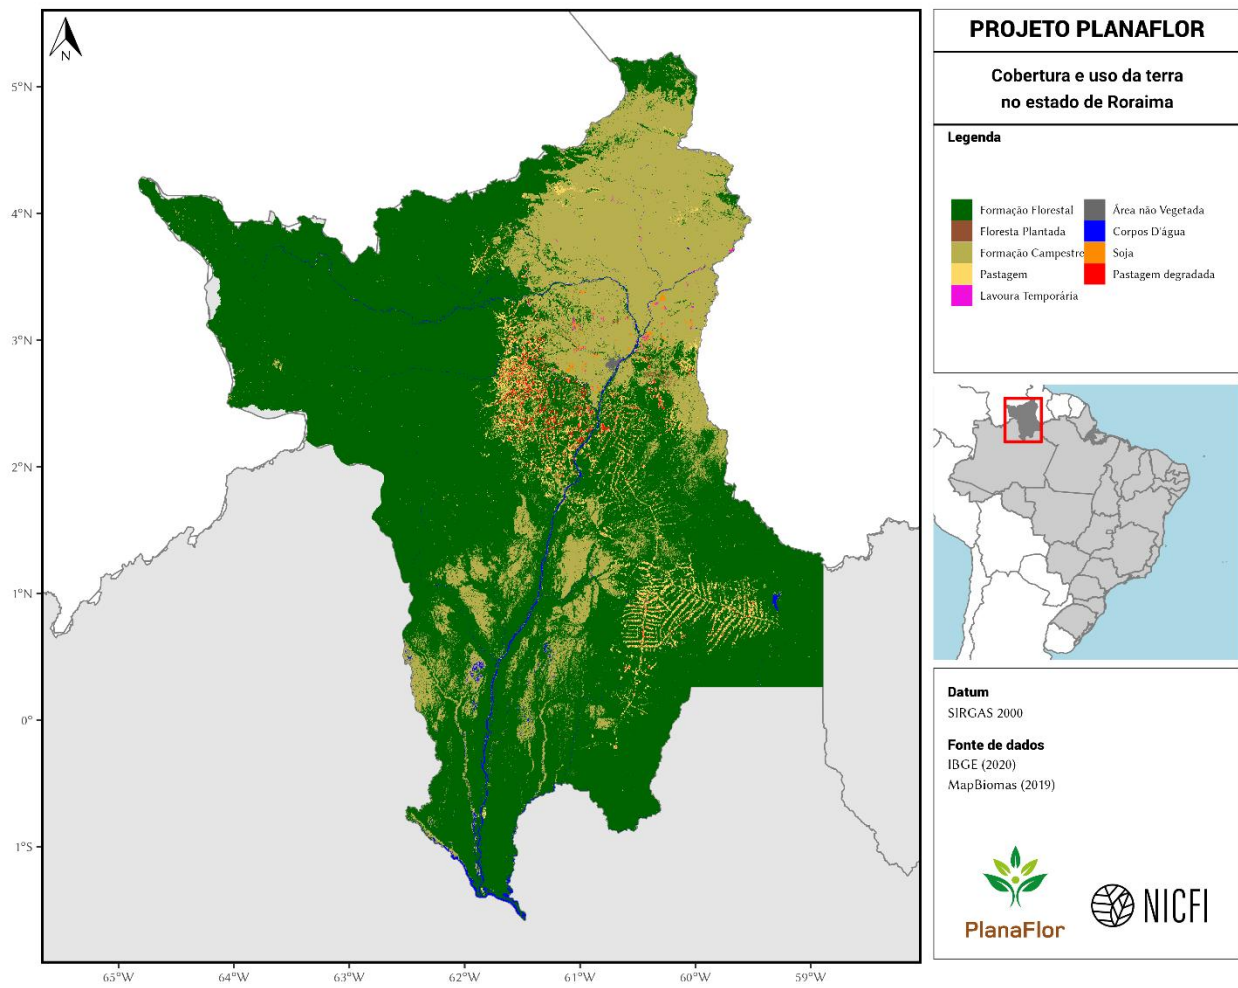 PROJETO PLANAFLOR
Cobertura e uso da terra
no estado de Roraima
Legenda
Formação Florestal
Floresta Plantada
Formação Campestre
Pastagem
Lavoura Temporária
Área não Vegetada
Corpos D'água
Soja
Pastagem degradada
N
5°N
4°N
3°N
2°N
1°N
0°
1°S
65°W
64°W
63°W
62°W
61°W
60°W
59°W
Datum
SIRGAS 2000
Fonte de dados
IBGE (2020)
MapBiomas (2019)
PlanaFlor
NICFI